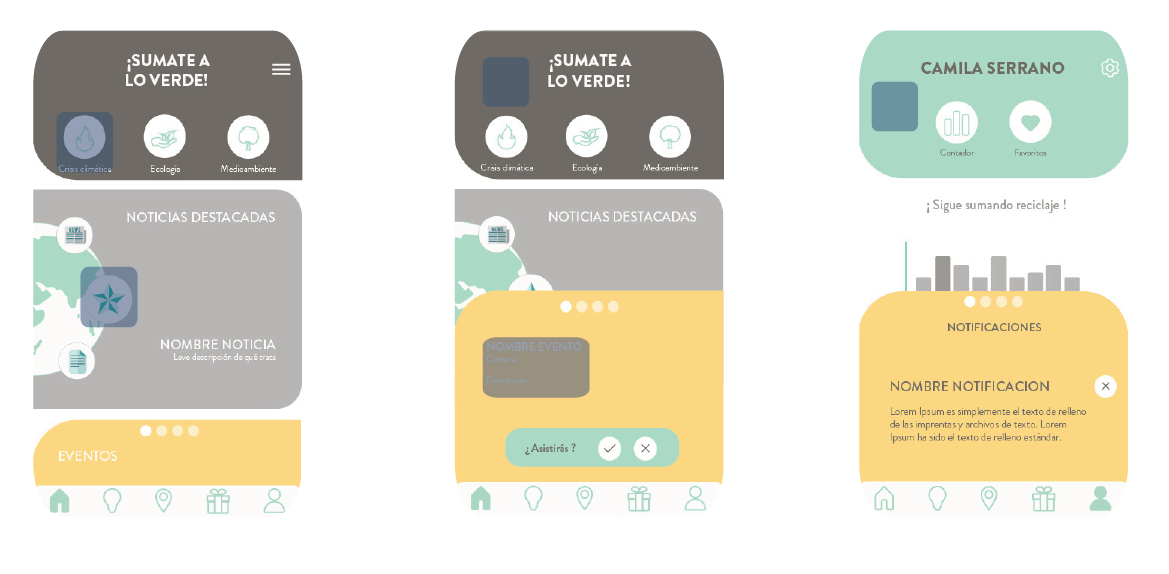 ¡SUMATE A
LO VERDE!
Crisis climática
Ecología
Medioambiente
NOTICIAS DESTACADAS
NEWS
NOMBRE NOTICIA
Leve descripción de qué trata
EVENTOS
¡SUMATE A
LO VERDE!
Crisis climática
Ecología
Medioambiente
NOTICIAS DESTACADAS
NEWS
NOMBRE EVENTO
¿Asistirás ?
CAMILA SERRANO
Contador
Favoritos
¡ Sigue sumando reciclaje !
NOTIFICACIONES
NOMBRE NOTIFICACION
Lorem Ipsum es simplemente el texto de relleno
de las imprentas y archivos de texto. Lorem
Ipsum ha sido el texto de relleno estándar.